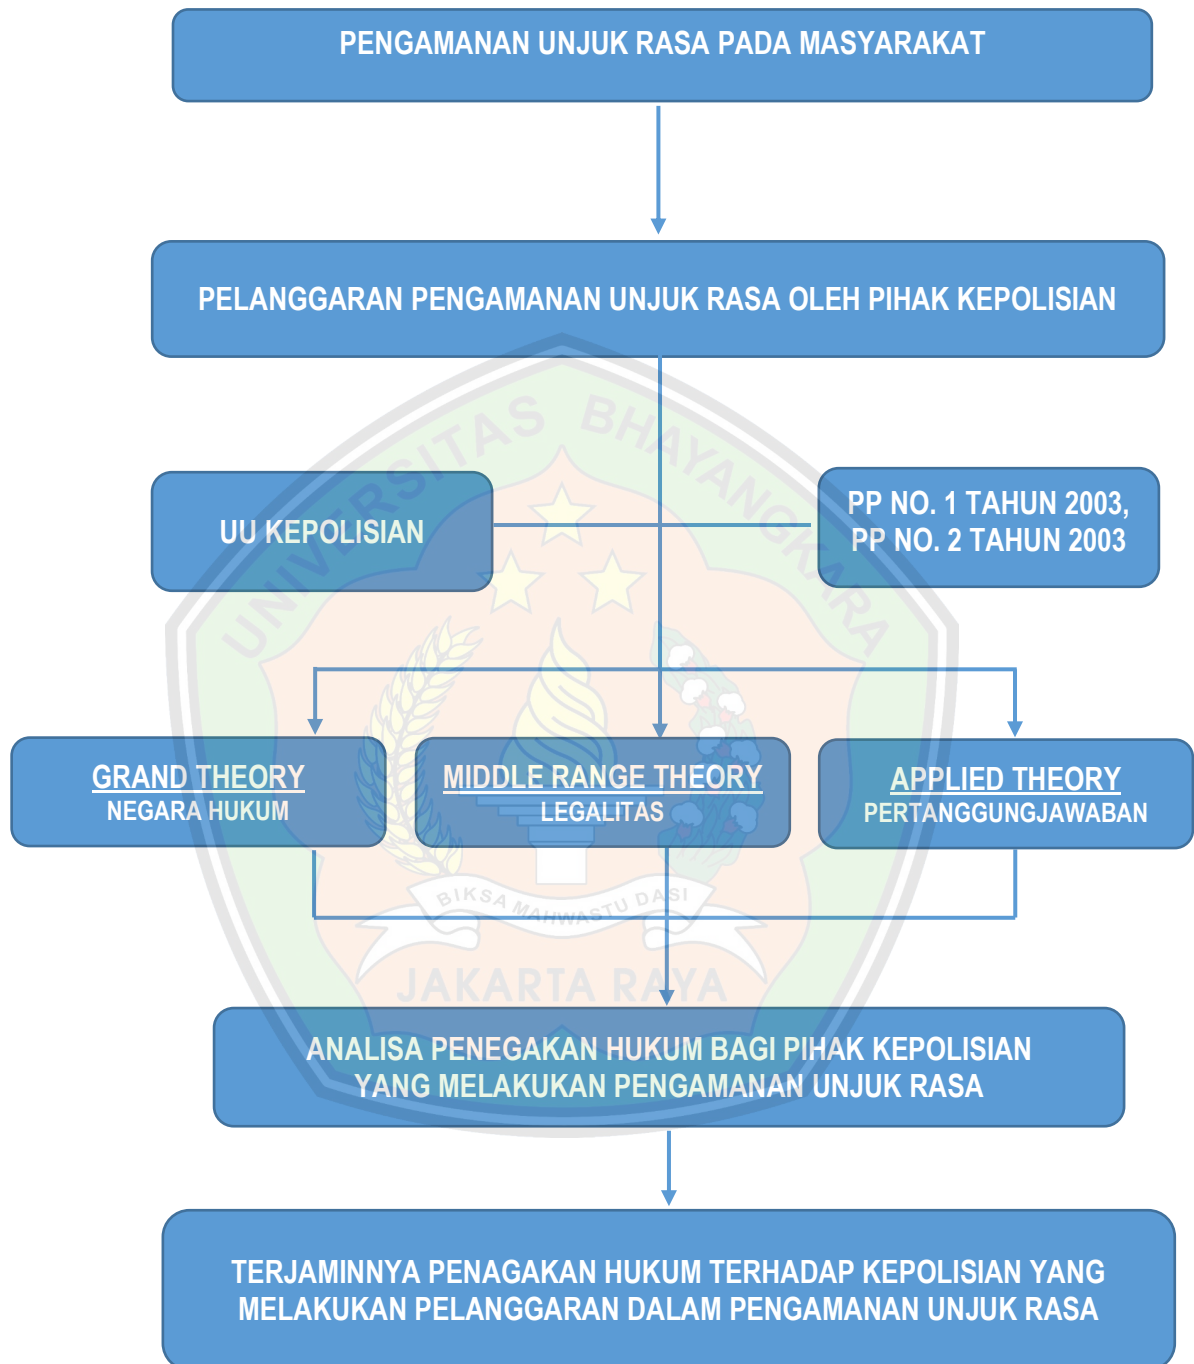 PENGAMANAN UNJUK RASA PADA MASYARAKAT
PELANGGARAN PENGAMANAN UNJUK RASA OLEH PIHAK KEPOLISIAN
UNIVERSITAS BHAYANGKARA
UU KEPOLISIAN
PP NO. 1 TAHUN 2003,
PP NO. 2 TAHUN 2003
GRAND THEORY
NEGARA HUKUM
MIDDLE RANGE THEORY
LEGALITAS
APPLIED THEORY
PERTANGGUNGJAWABAN
BIKSA MAHWASTU DASI
JAKARTA RAYA
ANALISA PENEGAKAN HUKUM BAGI PIHAK KEPOLISIAN
YANG MELAKUKAN PENGAMANAN UNJUK RASA
TERJAMINNYA PENAGAKAN HUKUM TERHADAP KEPOLISIAN YANG
MELAKUKAN PELANGGARAN DALAM PENGAMANAN UNJUK RASA